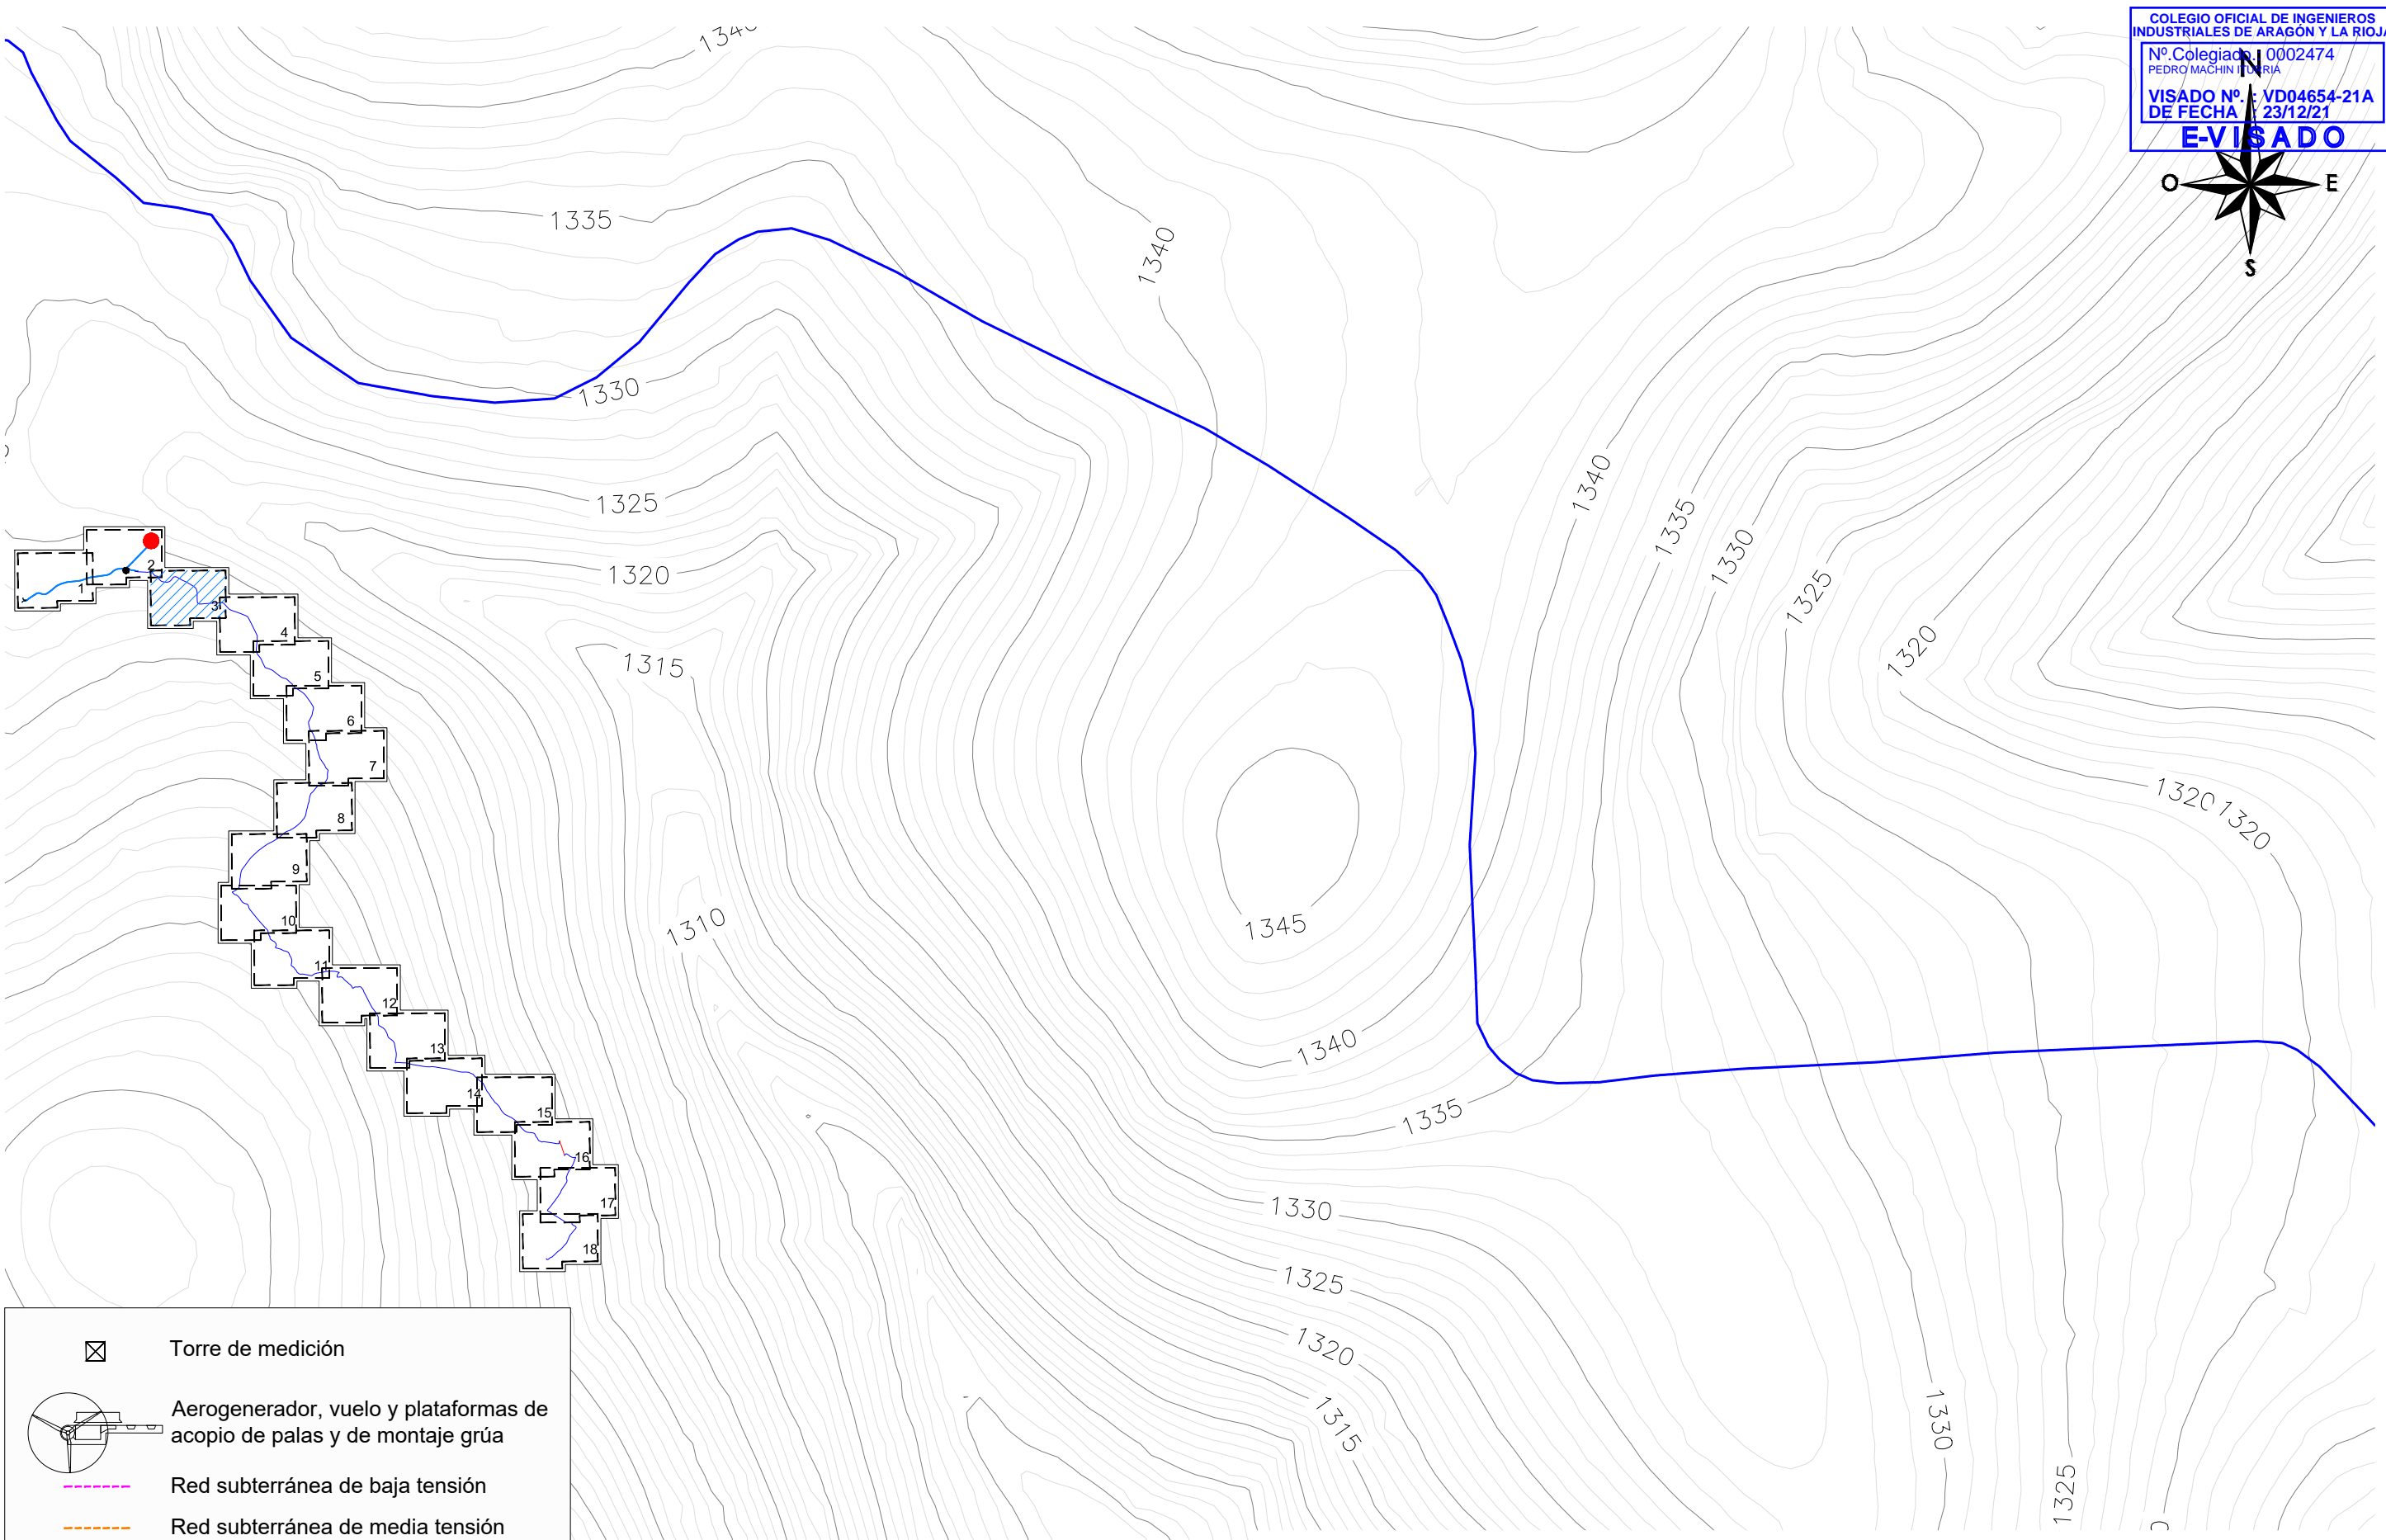 COLEGIO OFICIAL DE INGENIEROS
INDUSTRIALES DE ARAGÓN Y LA RIOJA
Nº.Colegiado.: 0002474
PEDRO MACHIN ITURRIA
VISADO Nº. : VD04654-21A
DE FECHA : 23/12/21
E-VISADO
N
O
E
S
1340
1335
1340
1330
1340
1325
1335
1330
1320
1325
1320
1315
1320
1320
1310
1345
1340
1335
1330
1325
1320
1315
1330
1325
1
2
3
4
5
6
7
8
9
10
11
12
13
14
15
16
17
18
Torre de medición
Aerogenerador, vuelo y plataformas de
acopio de palas y de montaje grúa
Red subterránea de baja tensión
Red subterránea de media tensión